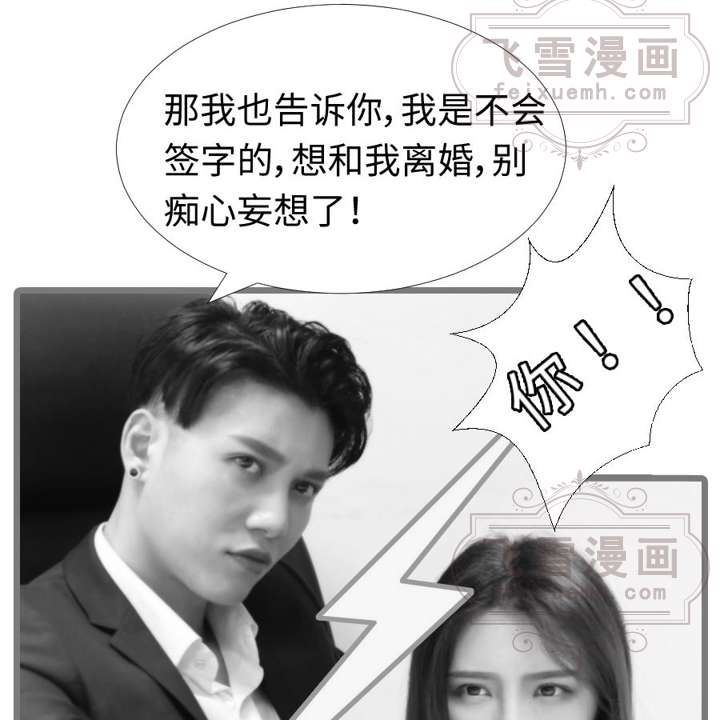 飞雪漫画
feixuemh.com
那我也告诉你，我是不会
签字的，想和我离婚，别
痴心妄想了！
你！！
飞雪漫画
feixuemh.com